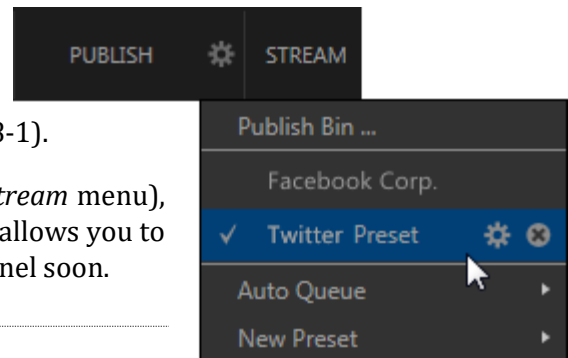 PUBLISH STREAM
3-1).
tream menu),
allows you to
nel soon.
Publish Bin ...
Facebook Corp.
✓ Twitter Preset
Auto Queue
New Preset